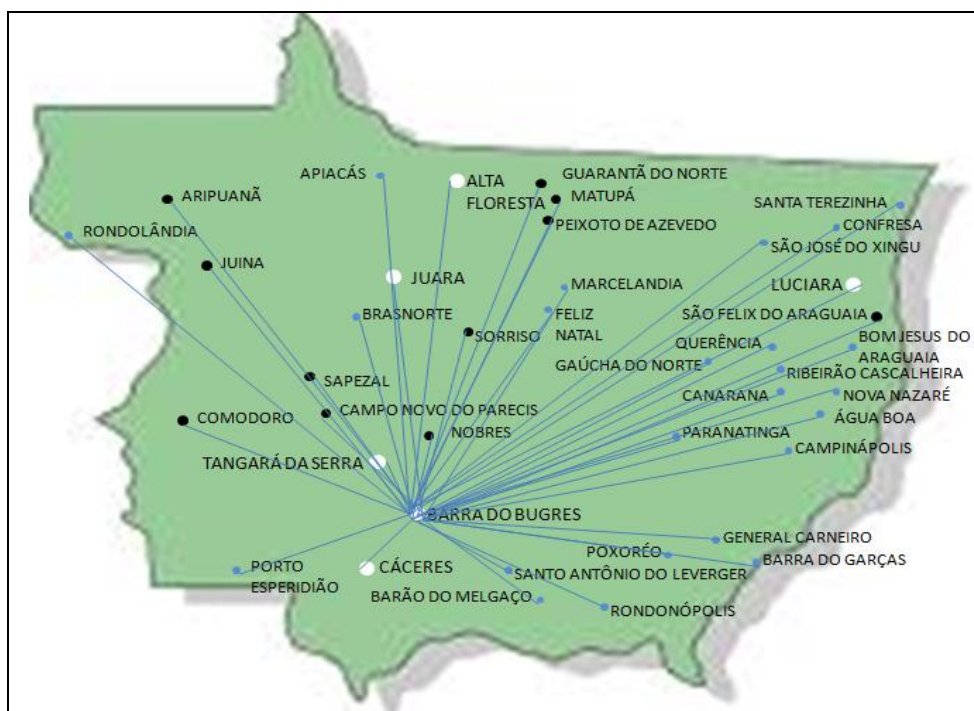 APIACÁS
ALTA
FLORESTA
GUARANTÃ DO NORTE
MATUPÁ
PEIXOTO DE AZEVEDO
ARIPUANÃ
RONDOLÂNDIA
JUINA
SANTA TEREZINHA
CONFRESA
SÃO JOSÉ DO XINGU
JUARA
MARCELANDIA
LUCIARA
BRASNORTE
FELIZ
NATAL
SÃO FELIX DO ARAGUAIA
SORRISO
QUERÊNCIA
BOM JESUS DO
ARAGUAIA
GAÚCHA DO NORTE
RIBEIRÃO CASCALHEIRA
SAPEZAL
CANARANA
NOVA NAZARÉ
COMODORO
CAMPO NOVO DO PARECIS
ÁGUA BOA
NOBRES
PARANATINGA
CAMPINÁPOLIS
TANGARÁ DA SERRA
BARRA DO BUGRES
GENERAL CARNEIRO
POXORÉO
BARRA DO GARÇAS
PORTO
ESPERIDIÃO
CÁCERES
SANTO ANTÔNIO DO LEVERGER
BARÃO DO MELGAÇO
RONDONÓPOLIS